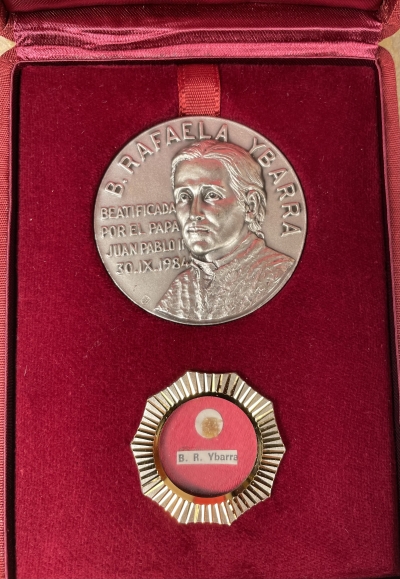 B. RAFAELA YBARRA
BEATIFICADA
POR EL PAPA
JUAN PABLO II
30.IX.1984
B. R. Ybarra